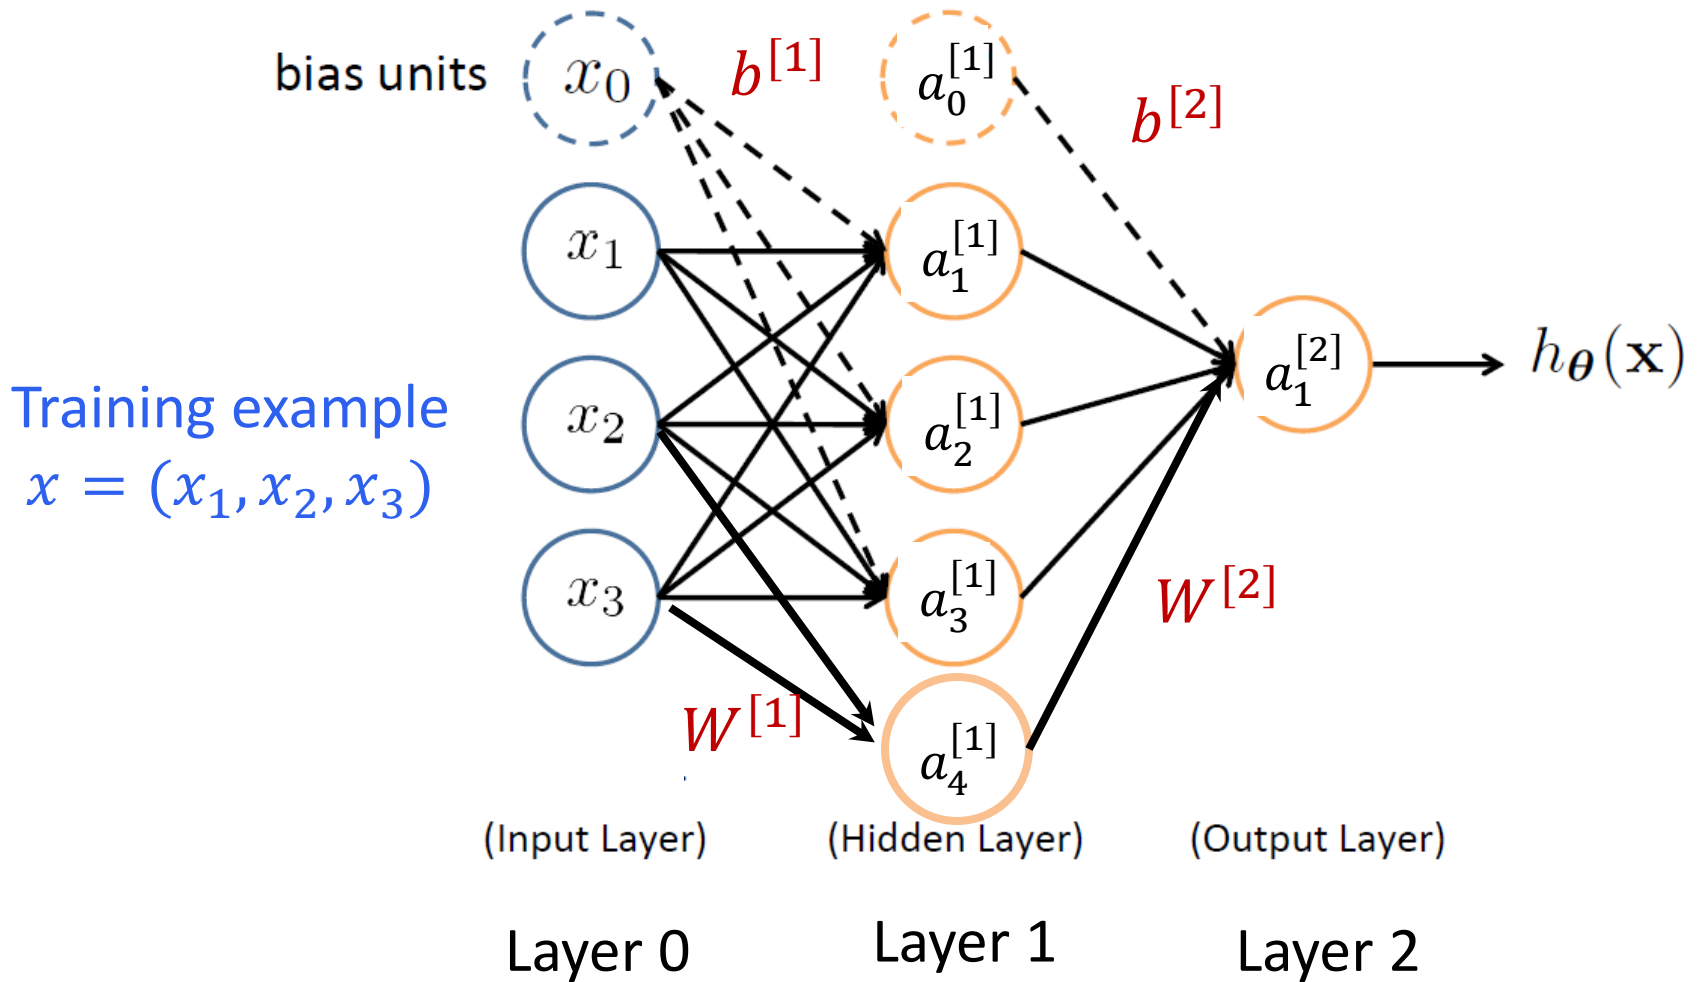 bias units
x₀
b^[1]
a₀^[1]
b^[2]
x₁
a₁^[1]
a₁^[2]
h_θ(x)
Training example
x = (x₁, x₂, x₃)
x₂
a₂^[1]
x₃
a₃^[1]
W^[2]
W^[1]
a₄^[1]
(Input Layer)
(Hidden Layer)
(Output Layer)
Layer 0
Layer 1
Layer 2